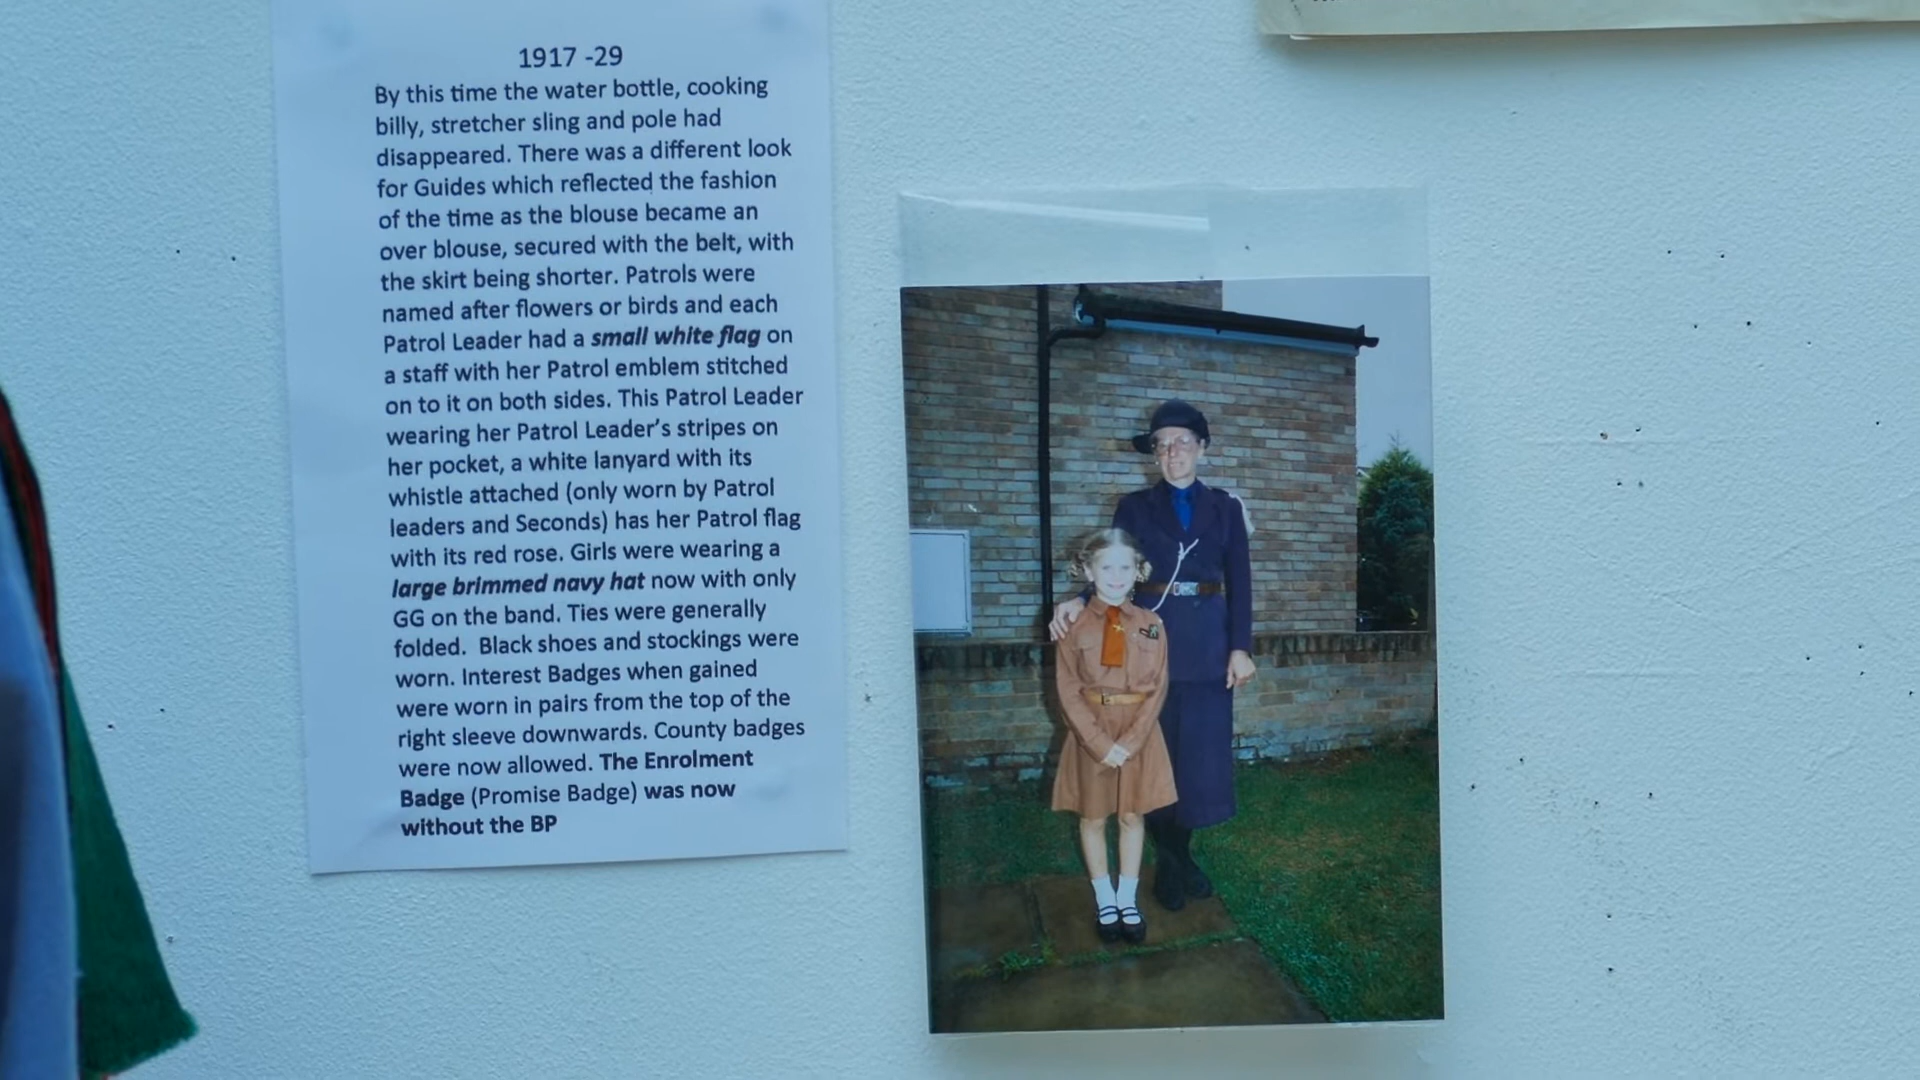 1917 -29
By this time the water bottle, cooking
billy, stretcher sling and pole had
disappeared. There was a different look
for Guides which reflected the fashion
of the time as the blouse became an
over blouse, secured with the belt, with
the skirt being shorter. Patrols were
named after flowers or birds and each
Patrol Leader had a small white flag on
a staff with her Patrol emblem stitched
on to it on both sides. This Patrol Leader
wearing her Patrol Leader’s stripes on
her pocket, a white lanyard with its
whistle attached (only worn by Patrol
leaders and Seconds) has her Patrol flag
with its red rose. Girls were wearing a
large brimmed navy hat now with only
GG on the band. Ties were generally
folded.  Black shoes and stockings were
worn. Interest Badges when gained
were worn in pairs from the top of the
right sleeve downwards. County badges
were now allowed. The Enrolment
Badge (Promise Badge) was now
without the BP